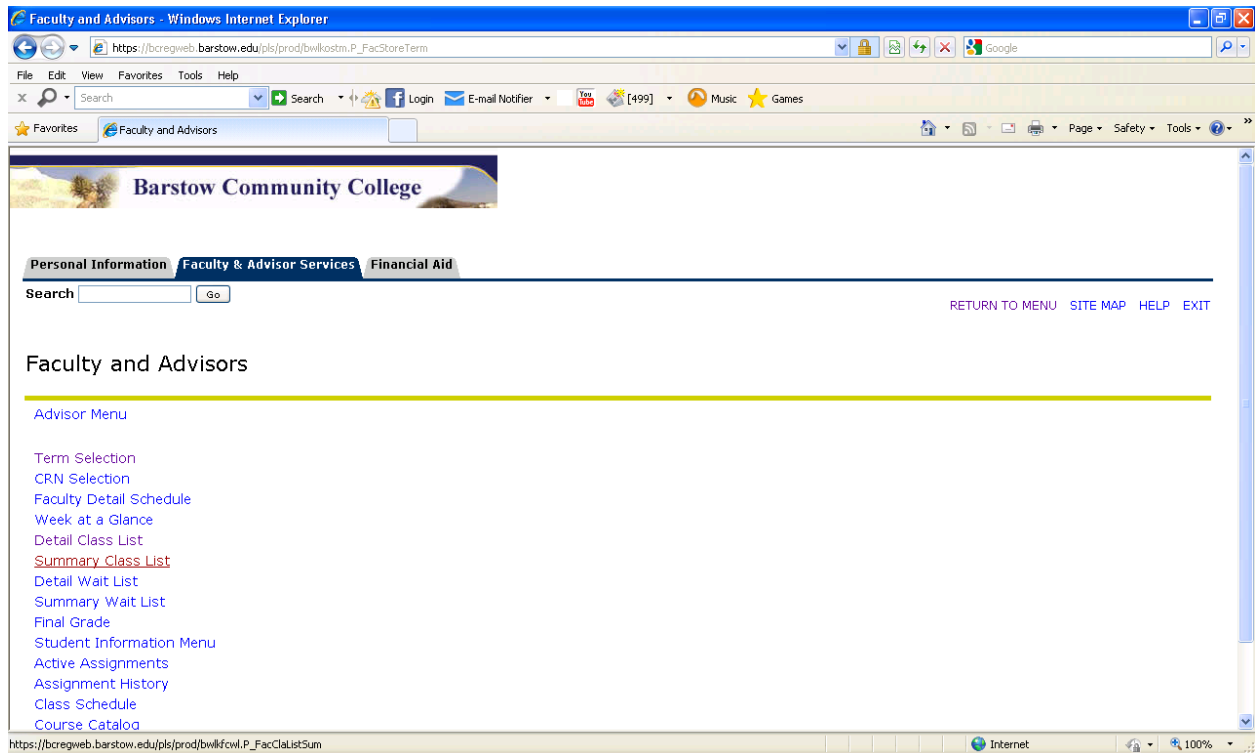 Faculty and Advisors - Windows Internet Explorer
https://bcregweb.barstow.edu/pls/prod/bwlkostm.P_FacStoreTerm
Google
File Edit View Favorites Tools Help
x Search Search Login E-mail Notifier You Tube [499] Music Games
Favorites Faculty and Advisors Page Safety Tools »
Barstow Community College
Personal Information Faculty & Advisor Services Financial Aid
Search Go
RETURN TO MENU SITE MAP HELP EXIT
Faculty and Advisors
Advisor Menu
Term Selection
CRN Selection
Faculty Detail Schedule
Week at a Glance
Detail Class List
Summary Class List
Detail Wait List
Summary Wait List
Final Grade
Student Information Menu
Active Assignments
Assignment History
Class Schedule
Course Catalog
https://bcregweb.barstow.edu/pls/prod/bwlkfcwl.P_FacClaListSum Internet 100%